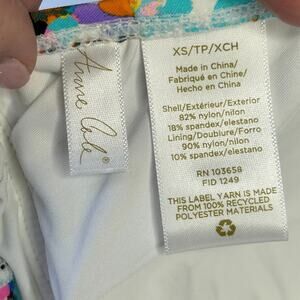 Anne Cole®
XS/TP/XCH
Made in China/
Fabriqué en Chine/
Hecho en China
Shell/Extérieur/Exterior
82% nylon/nilon
18% spandex/elestano
Lining/Doublure/Forro
90% nylon/nilon
10% spandex/elestano
RN 103658
FID 1249
THIS LABEL YARN IS MADE
FROM 100% RECYCLED
POLYESTER MATERIALS